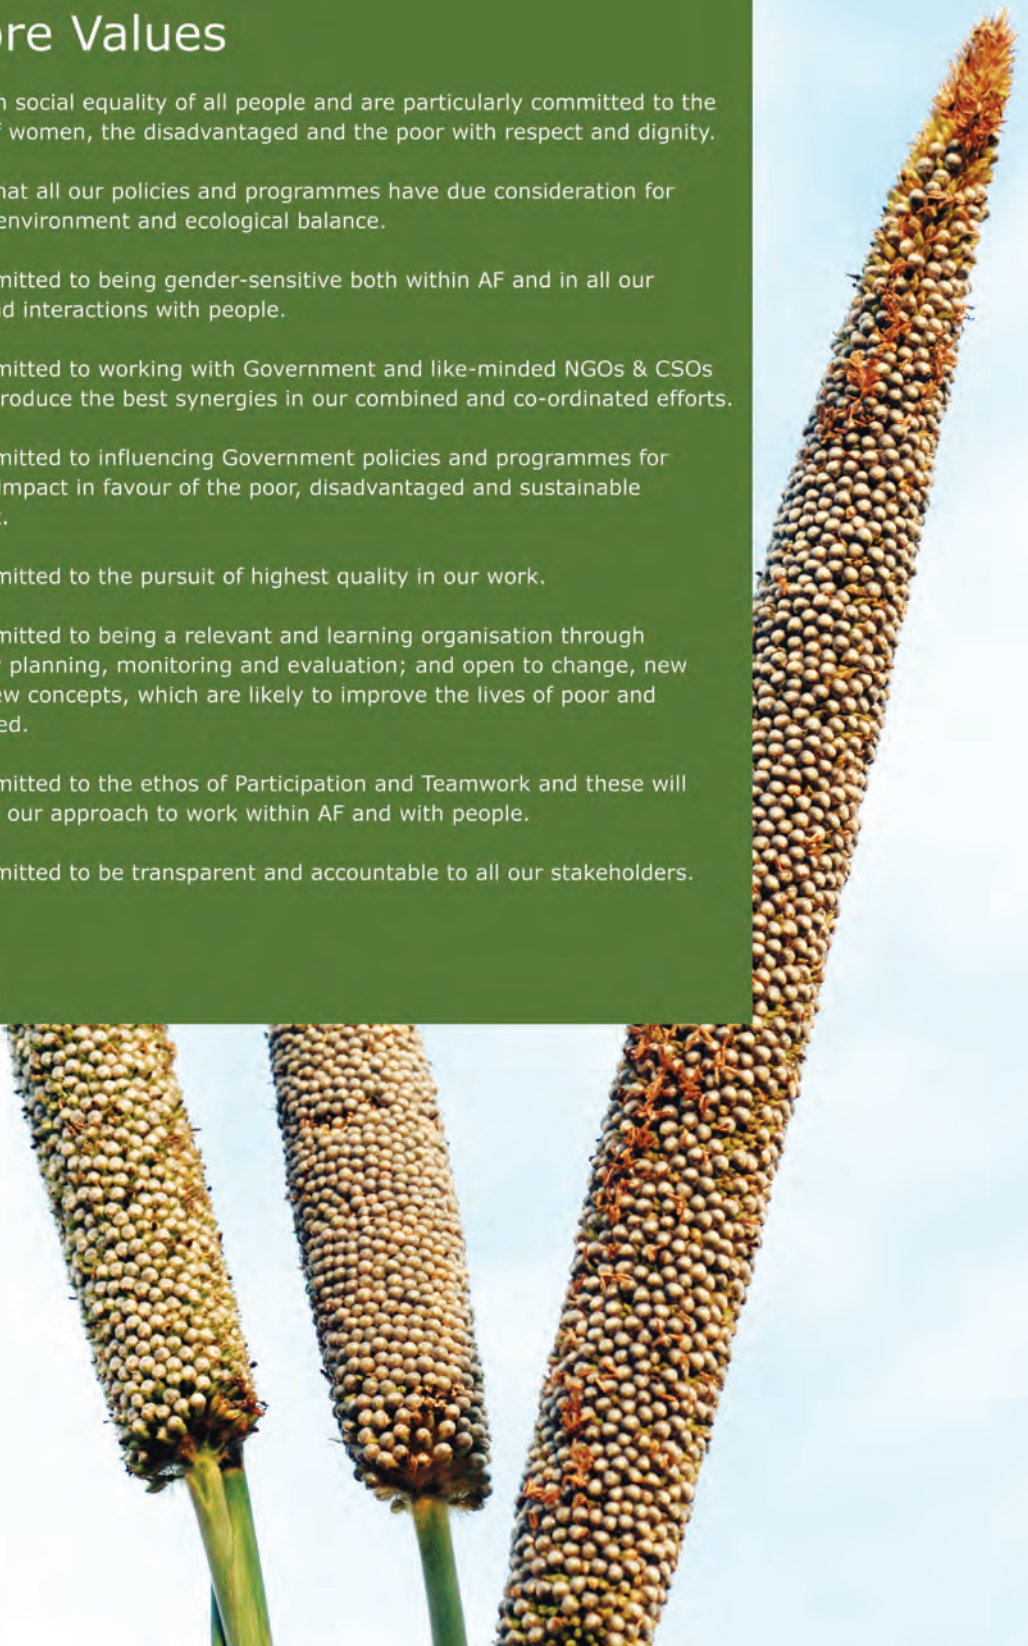 re Values
social equality of all people and are particularly committed to the
women, the disadvantaged and the poor with respect and dignity.
hat all our policies and programmes have due consideration for
environment and ecological balance.
mitted to being gender-sensitive both within AF and in all our
d interactions with people.
mitted to working with Government and like-minded NGOs & CSOs
roduce the best synergies in our combined and co-ordinated efforts.
mitted to influencing Government policies and programmes for
impact in favour of the poor, disadvantaged and sustainable
.
mitted to the pursuit of highest quality in our work.
mitted to being a relevant and learning organisation through
planning, monitoring and evaluation; and open to change, new
ew concepts, which are likely to improve the lives of poor and
ed.
mitted to the ethos of Participation and Teamwork and these will
our approach to work within AF and with people.
mitted to be transparent and accountable to all our stakeholders.